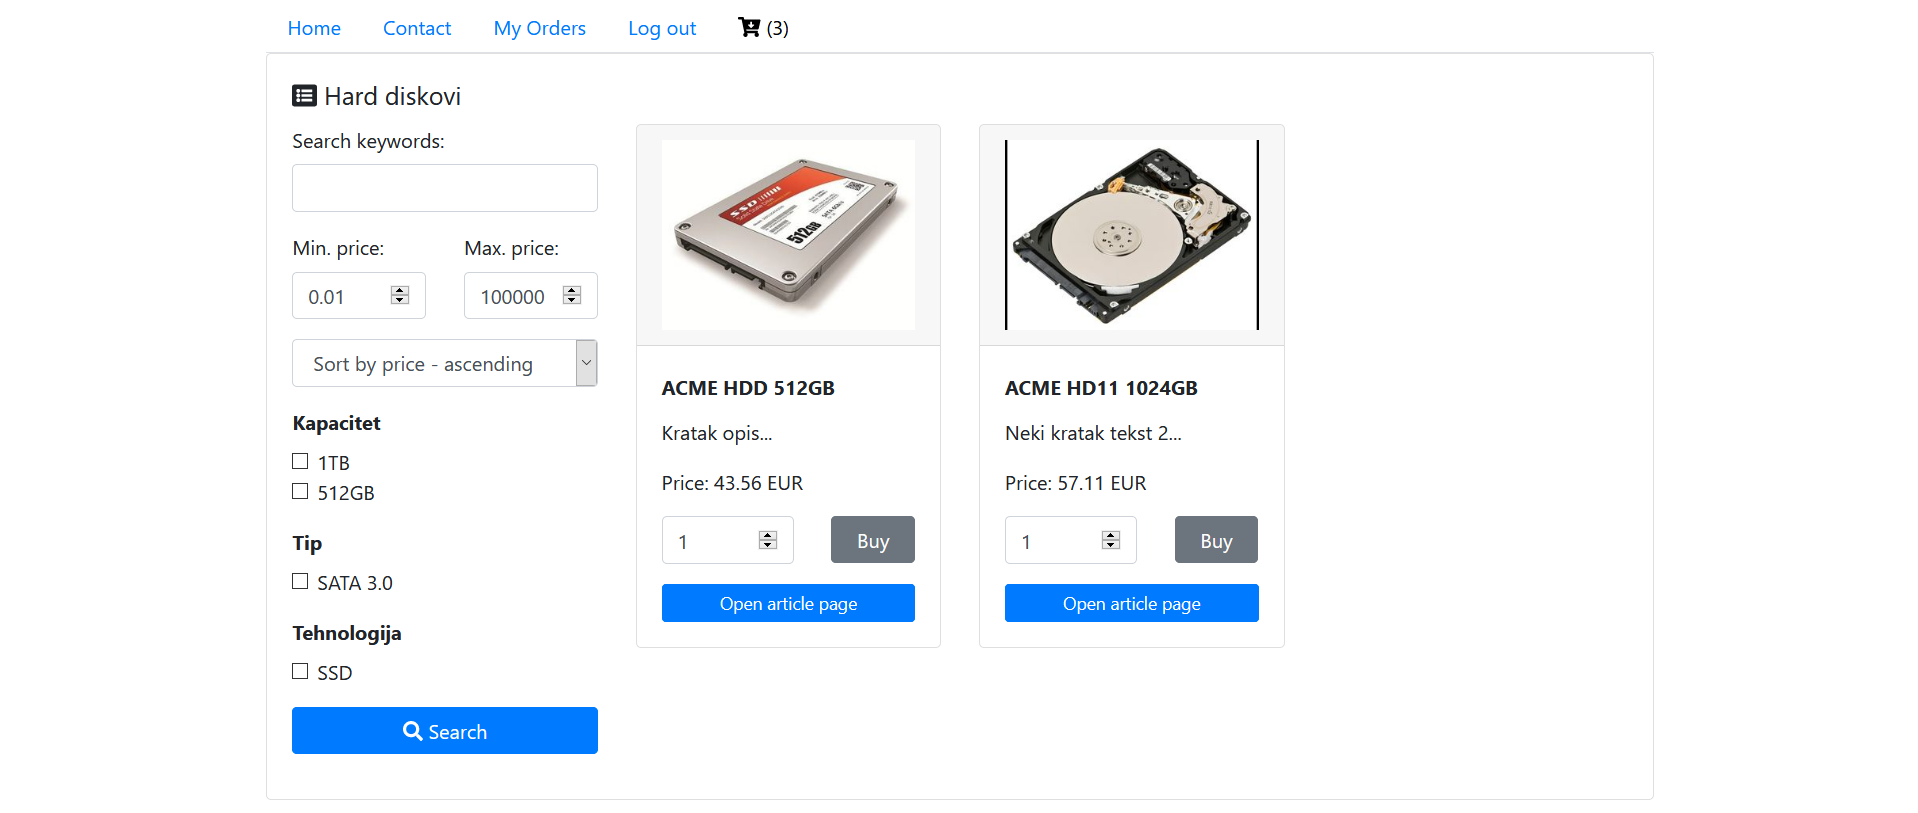 Home Contact My Orders Log out (3)
Hard diskovi
Search keywords:
Min. price: Max. price:
0.01 100000
Sort by price - ascending
Kapacitet
1TB
512GB
Tip
SATA 3.0
Tehnologija
SSD
Search
SSD
512GB
ACME HDD 512GB
Kratak opis...
Price: 43.56 EUR
1 Buy
Open article page
ACME HD11 1024GB
Neki kratak tekst 2...
Price: 57.11 EUR
1 Buy
Open article page